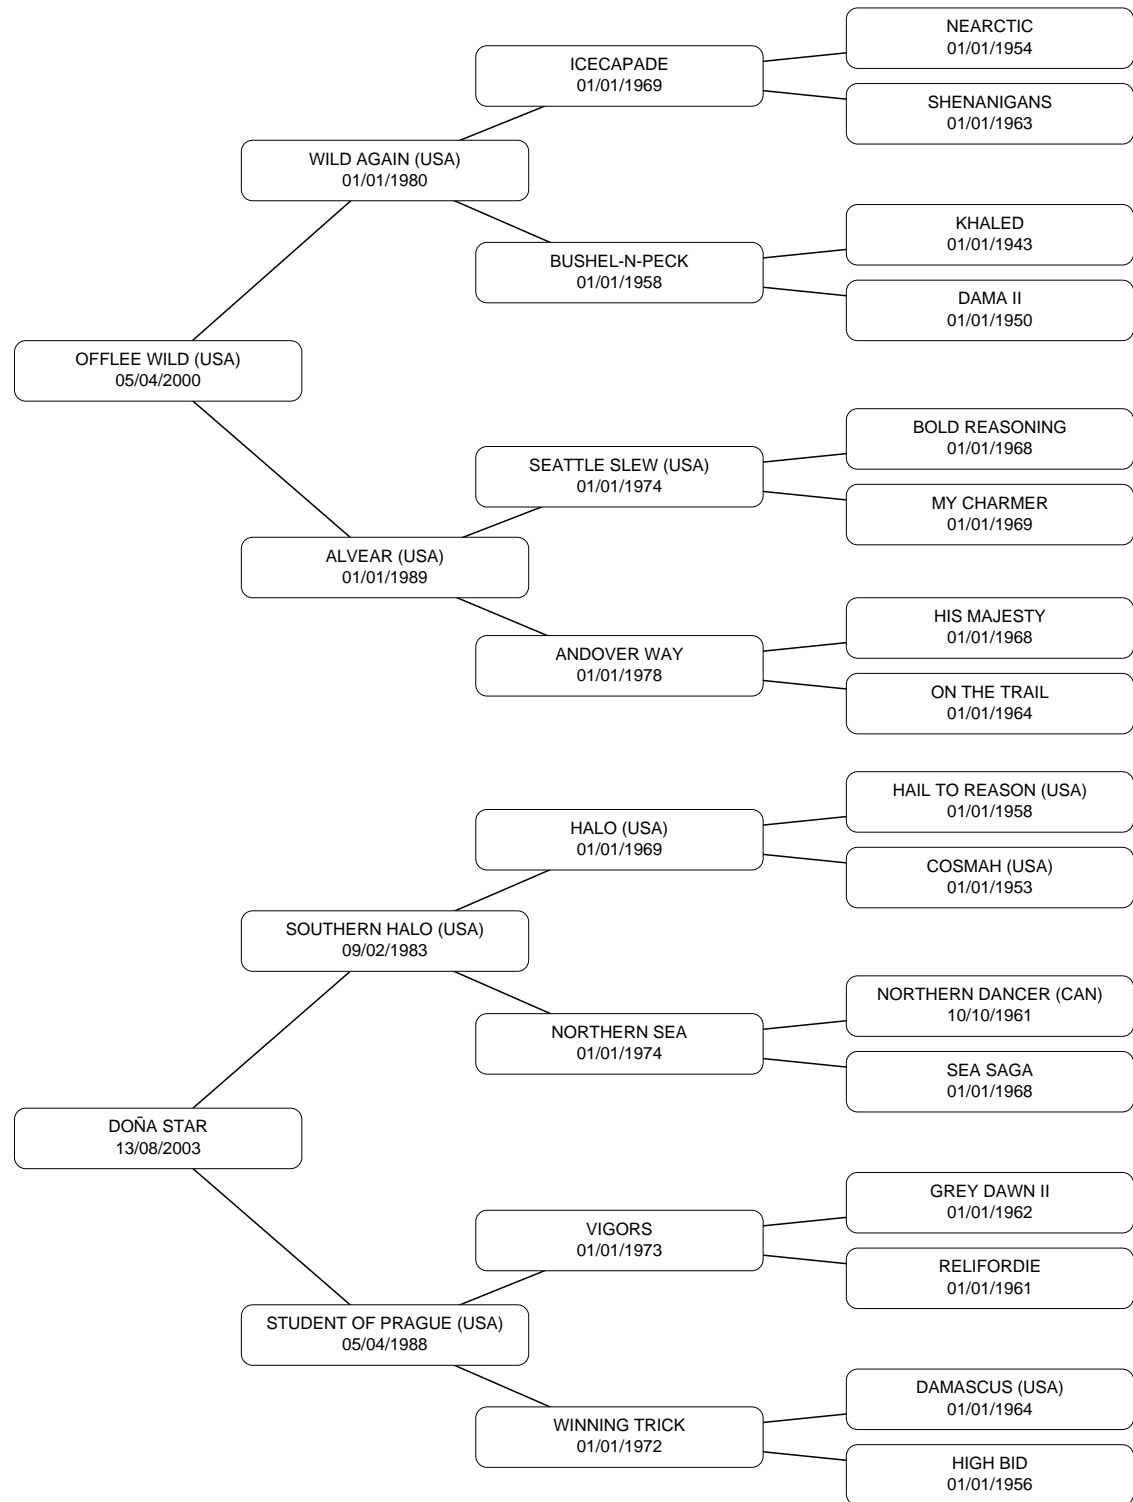 NEARCTIC
01/01/1954
ICECAPADE
01/01/1969
SHENANIGANS
01/01/1963
WILD AGAIN (USA)
01/01/1980
KHALED
01/01/1943
BUSHEL-N-PECK
01/01/1958
DAMA II
01/01/1950
OFFLEE WILD (USA)
05/04/2000
BOLD REASONING
01/01/1968
SEATTLE SLEW (USA)
01/01/1974
MY CHARMER
01/01/1969
ALVEAR (USA)
01/01/1989
HIS MAJESTY
01/01/1968
ANDOVER WAY
01/01/1978
ON THE TRAIL
01/01/1964
HAIL TO REASON (USA)
01/01/1958
HALO (USA)
01/01/1969
COSMAH (USA)
01/01/1953
SOUTHERN HALO (USA)
09/02/1983
NORTHERN DANCER (CAN)
10/10/1961
NORTHERN SEA
01/01/1974
SEA SAGA
01/01/1968
DOÑA STAR
13/08/2003
GREY DAWN II
01/01/1962
VIGORS
01/01/1973
RELIFORDIE
01/01/1961
STUDENT OF PRAGUE (USA)
05/04/1988
DAMASCUS (USA)
01/01/1964
WINNING TRICK
01/01/1972
HIGH BID
01/01/1956